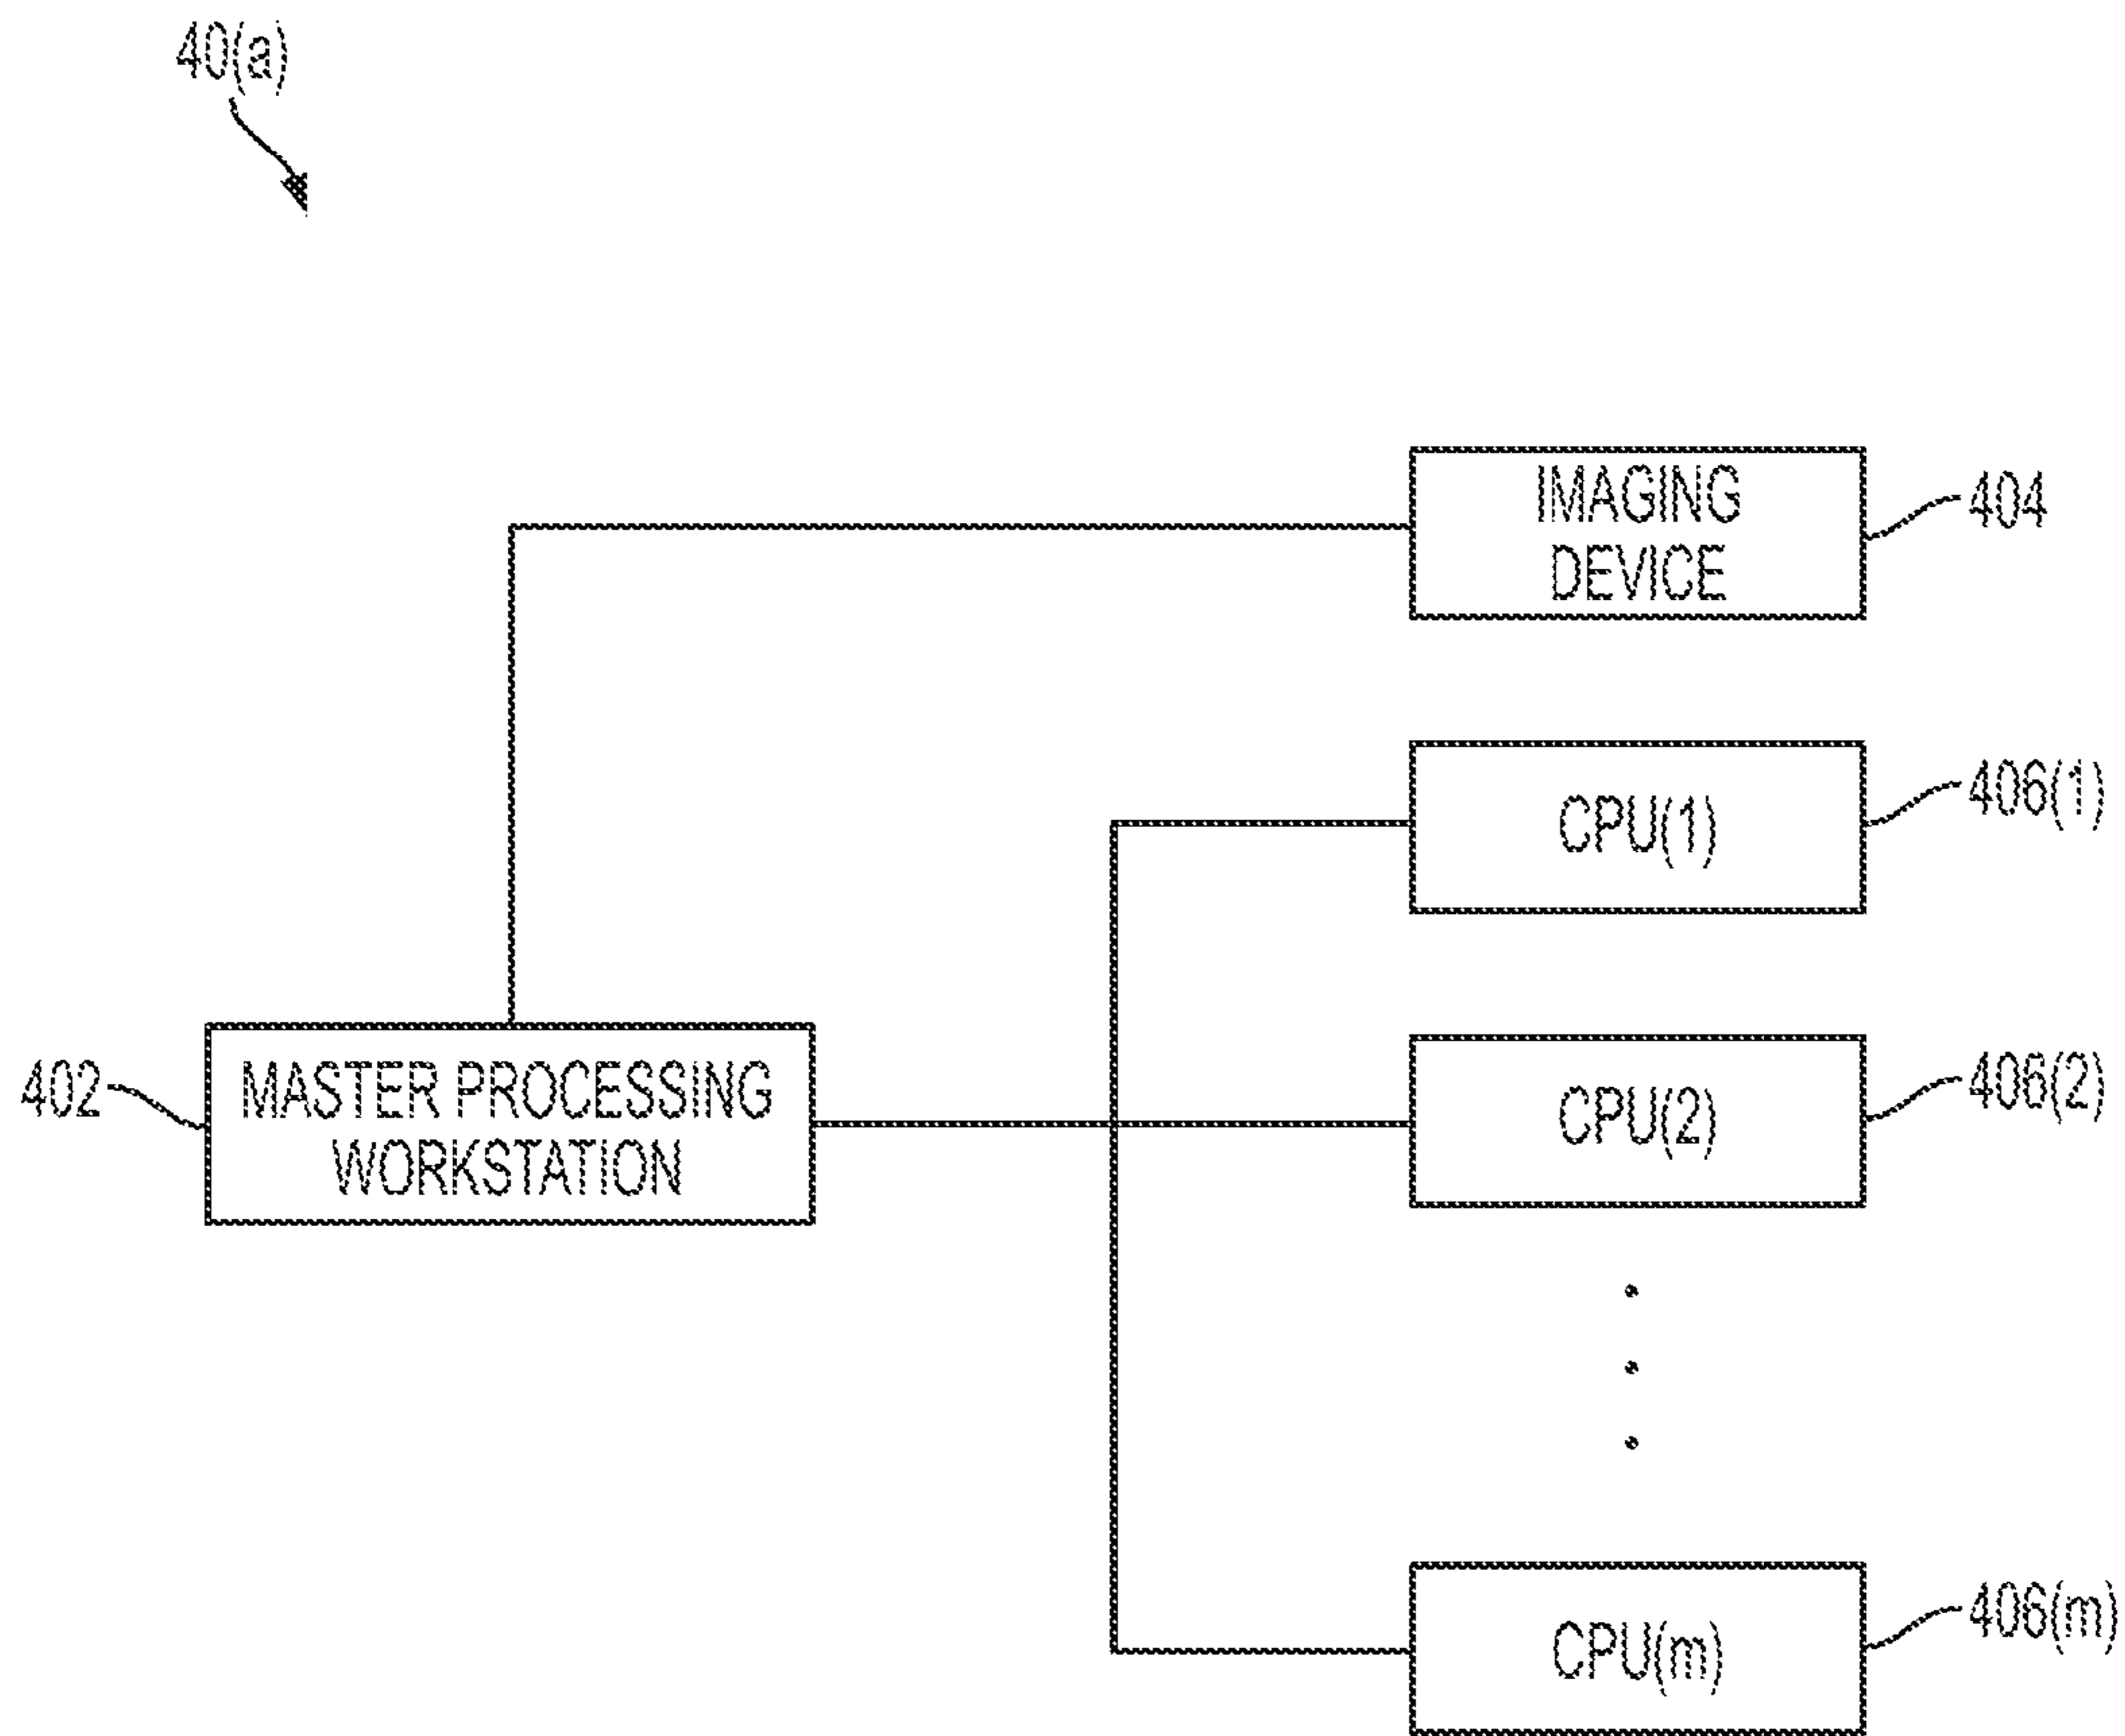 40(a)
IMAGING
DEVICE
404
CPU(1)
406(1)
402
MASTER PROCESSING
WORKSTATION
CPU(2)
406(2)
CPU(m)
406(m)